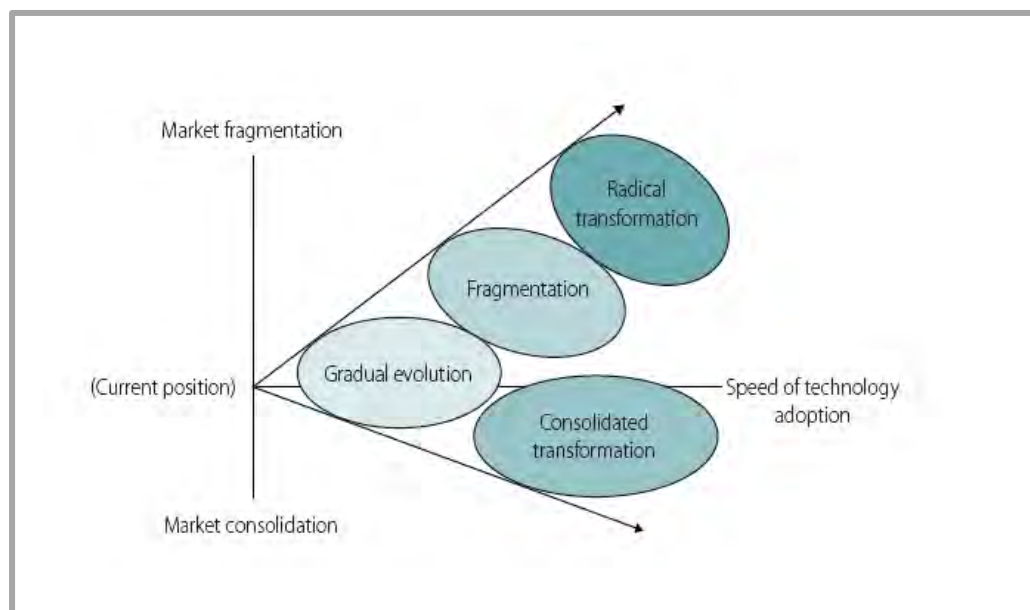 Market fragmentation
Radical
transformation
Fragmentation
Gradual evolution
(Current position)
Speed of technology
adoption
Consolidated
transformation
Market consolidation